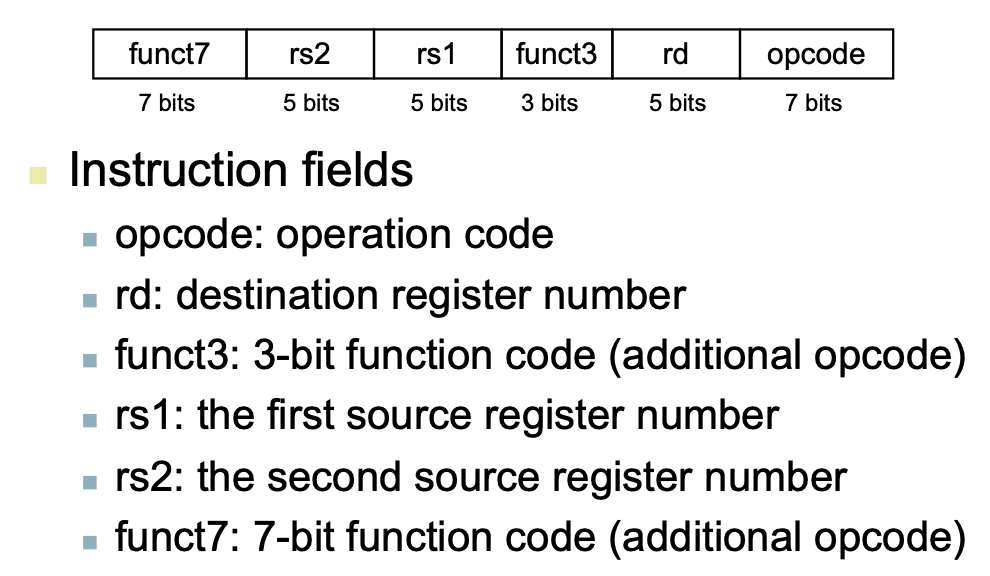 funct7 rs2 rs1 funct3 rd opcode
7 bits 5 bits 5 bits 3 bits 5 bits 7 bits
Instruction fields
opcode: operation code
rd: destination register number
funct3: 3-bit function code (additional opcode)
rs1: the first source register number
rs2: the second source register number
funct7: 7-bit function code (additional opcode)